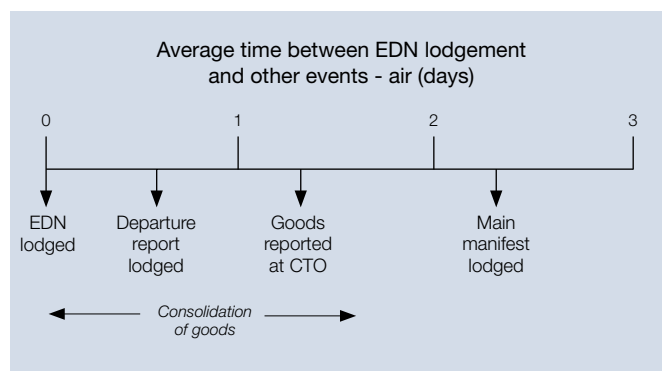 Average time between EDN lodgement
and other events - air (days)
0 1 2 3
EDN
lodged
Departure
report
lodged
Goods
reported
at CTO
Main
manifest
lodged
Consolidation
of goods